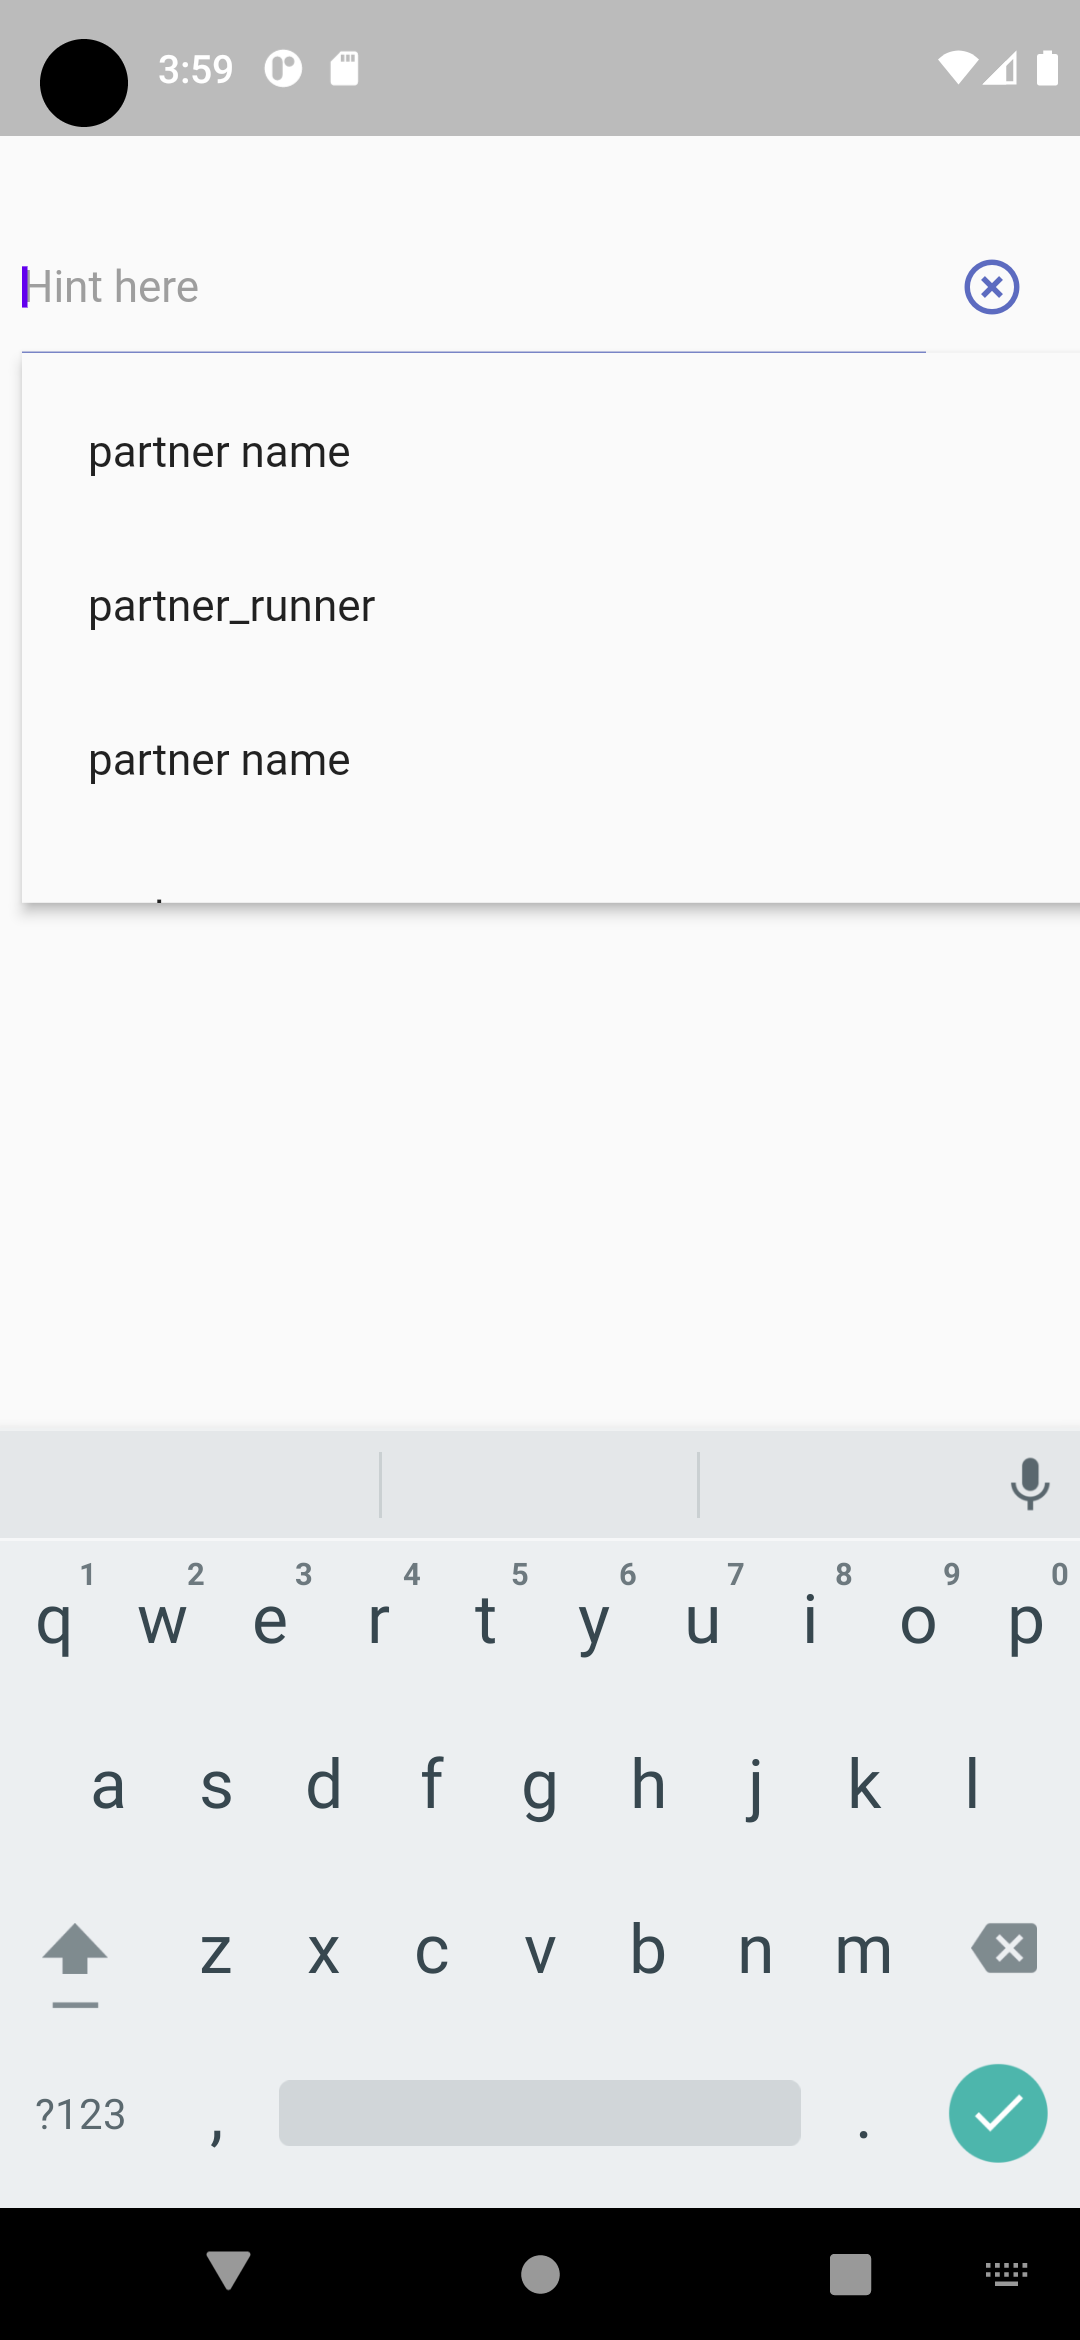 3:59
Hint here
partner name
partner_runner
partner name
1 2 3 4 5 6 7 8 9 0
q w e r t y u i o p
a s d f g h j k l
z x c v b n m
?123 , .